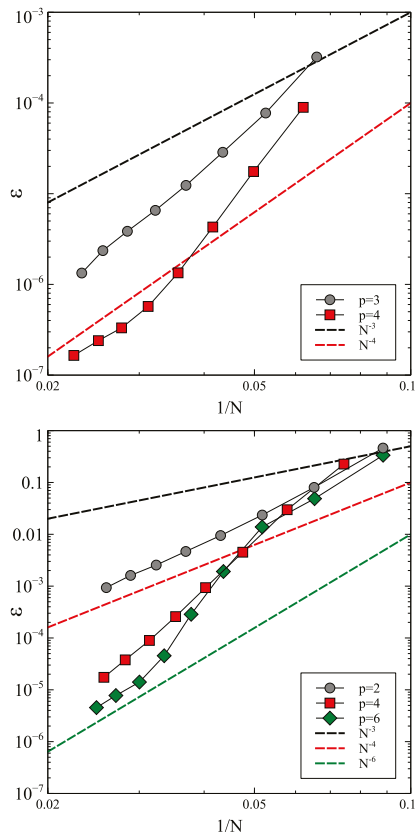 10⁻³
10⁻⁴
ε
10⁻⁶
10⁻⁷
p=3
p=4
N⁻³
N⁻⁴
0.02
0.05
0.1
1/N
1
0.1
0.01
10⁻³
ε
10⁻⁴
10⁻⁵
10⁻⁶
10⁻⁷
p=2
p=4
p=6
N⁻³
N⁻⁴
N⁻⁶
0.02
0.05
0.1
1/N